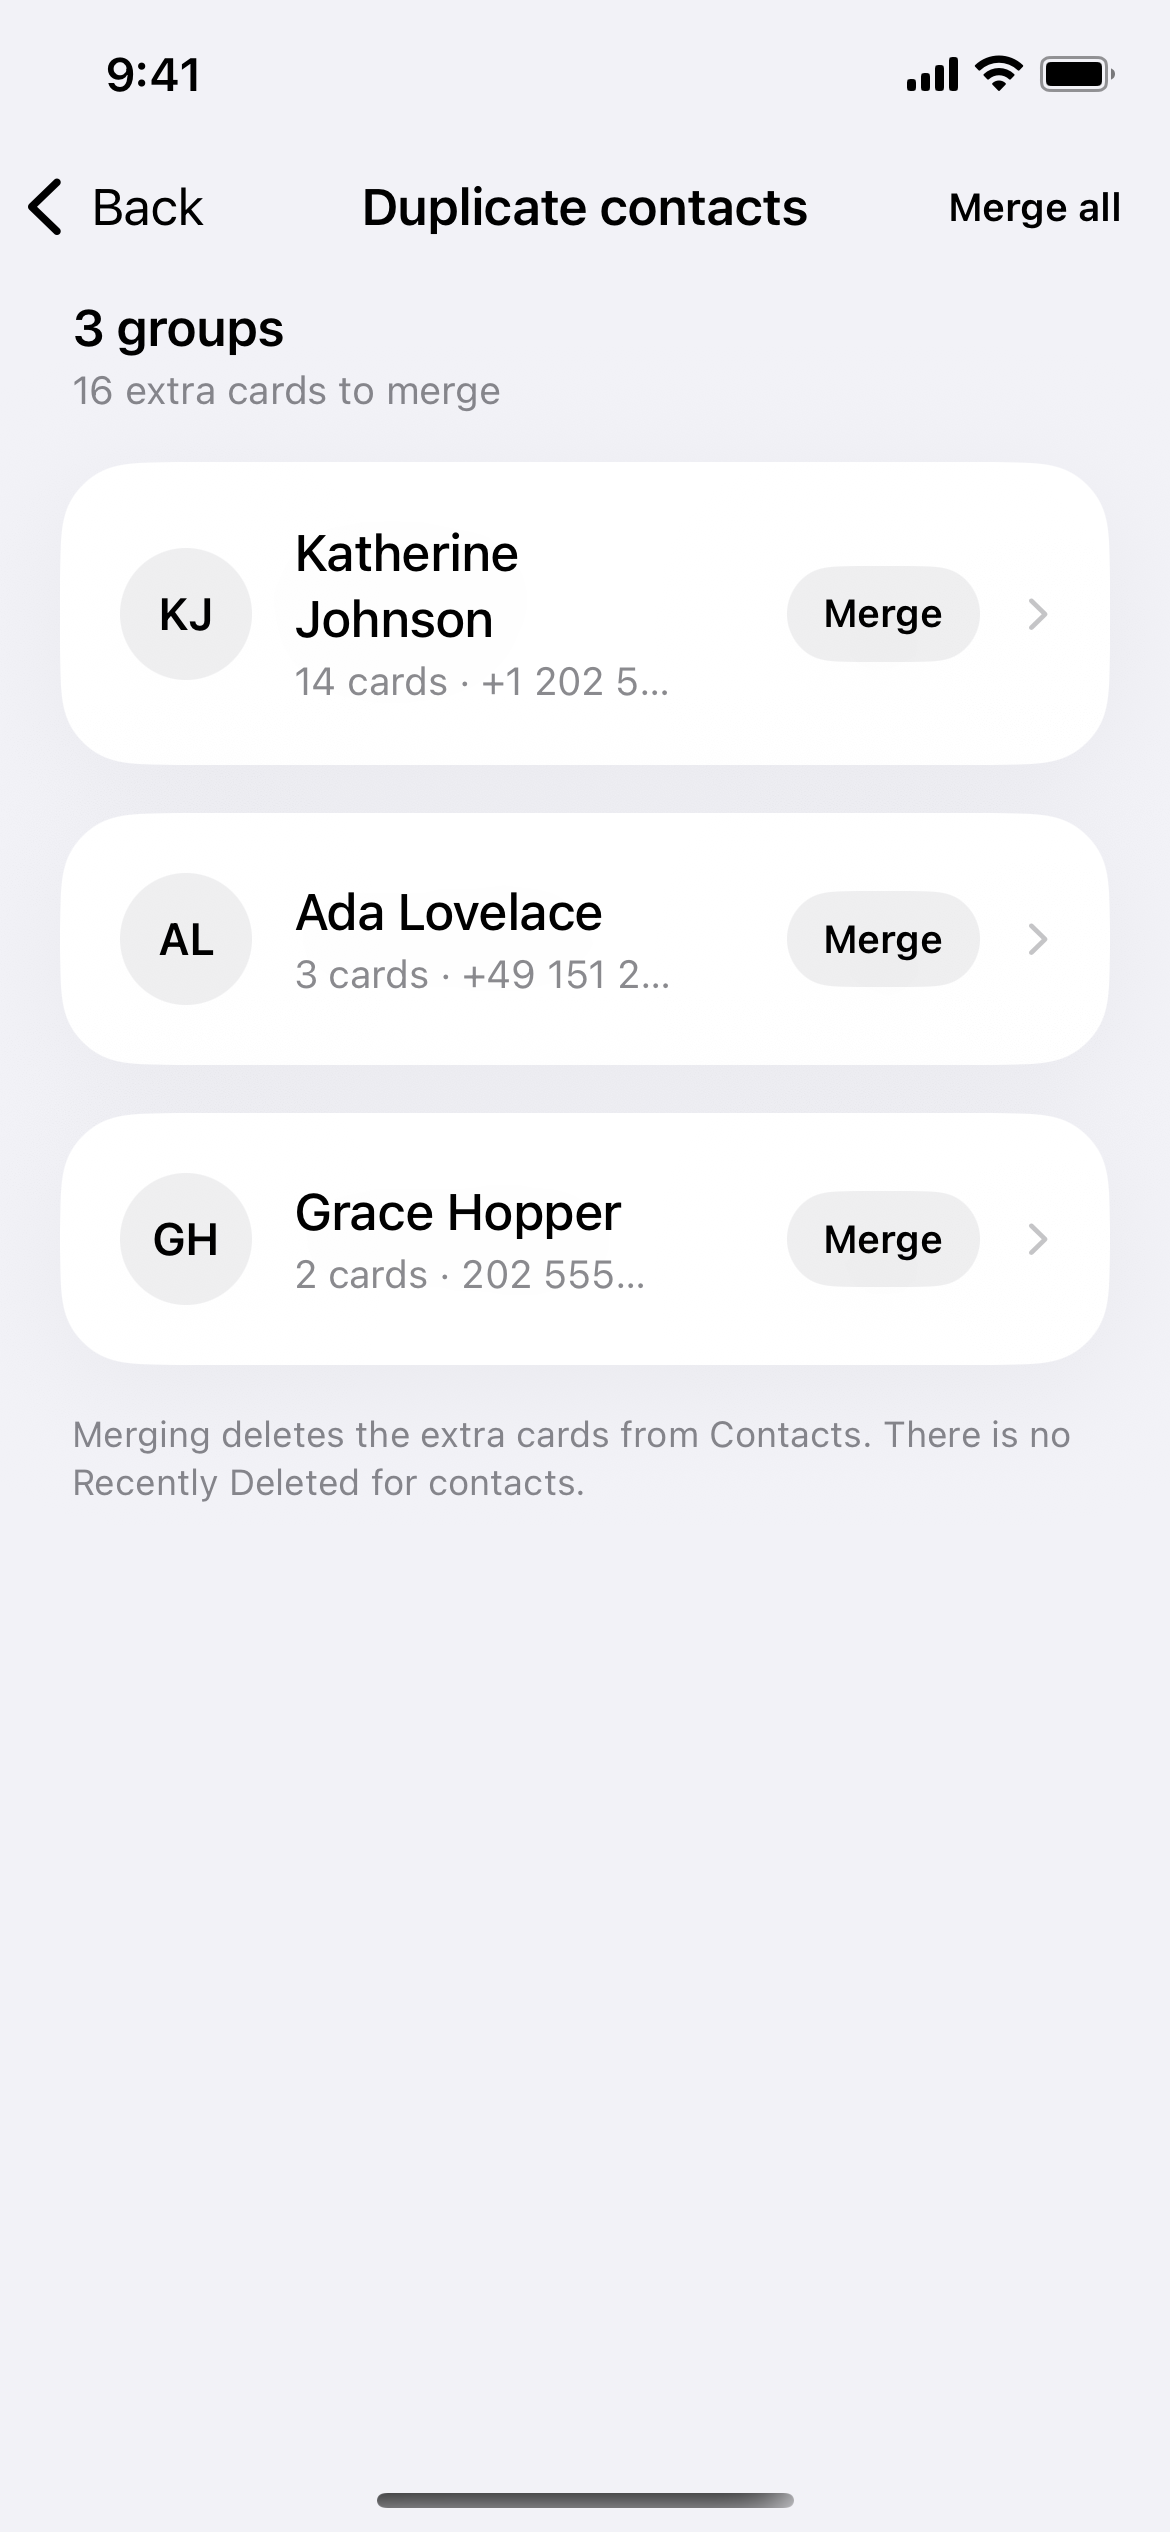 9:41
Back
Duplicate contacts
Merge all
3 groups
16 extra cards to merge
KJ
Katherine
Johnson
14 cards · +1 202 5...
Merge
AL
Ada Lovelace
3 cards · +49 151 2...
Merge
GH
Grace Hopper
2 cards · 202 555...
Merge
Merging deletes the extra cards from Contacts. There is no
Recently Deleted for contacts.